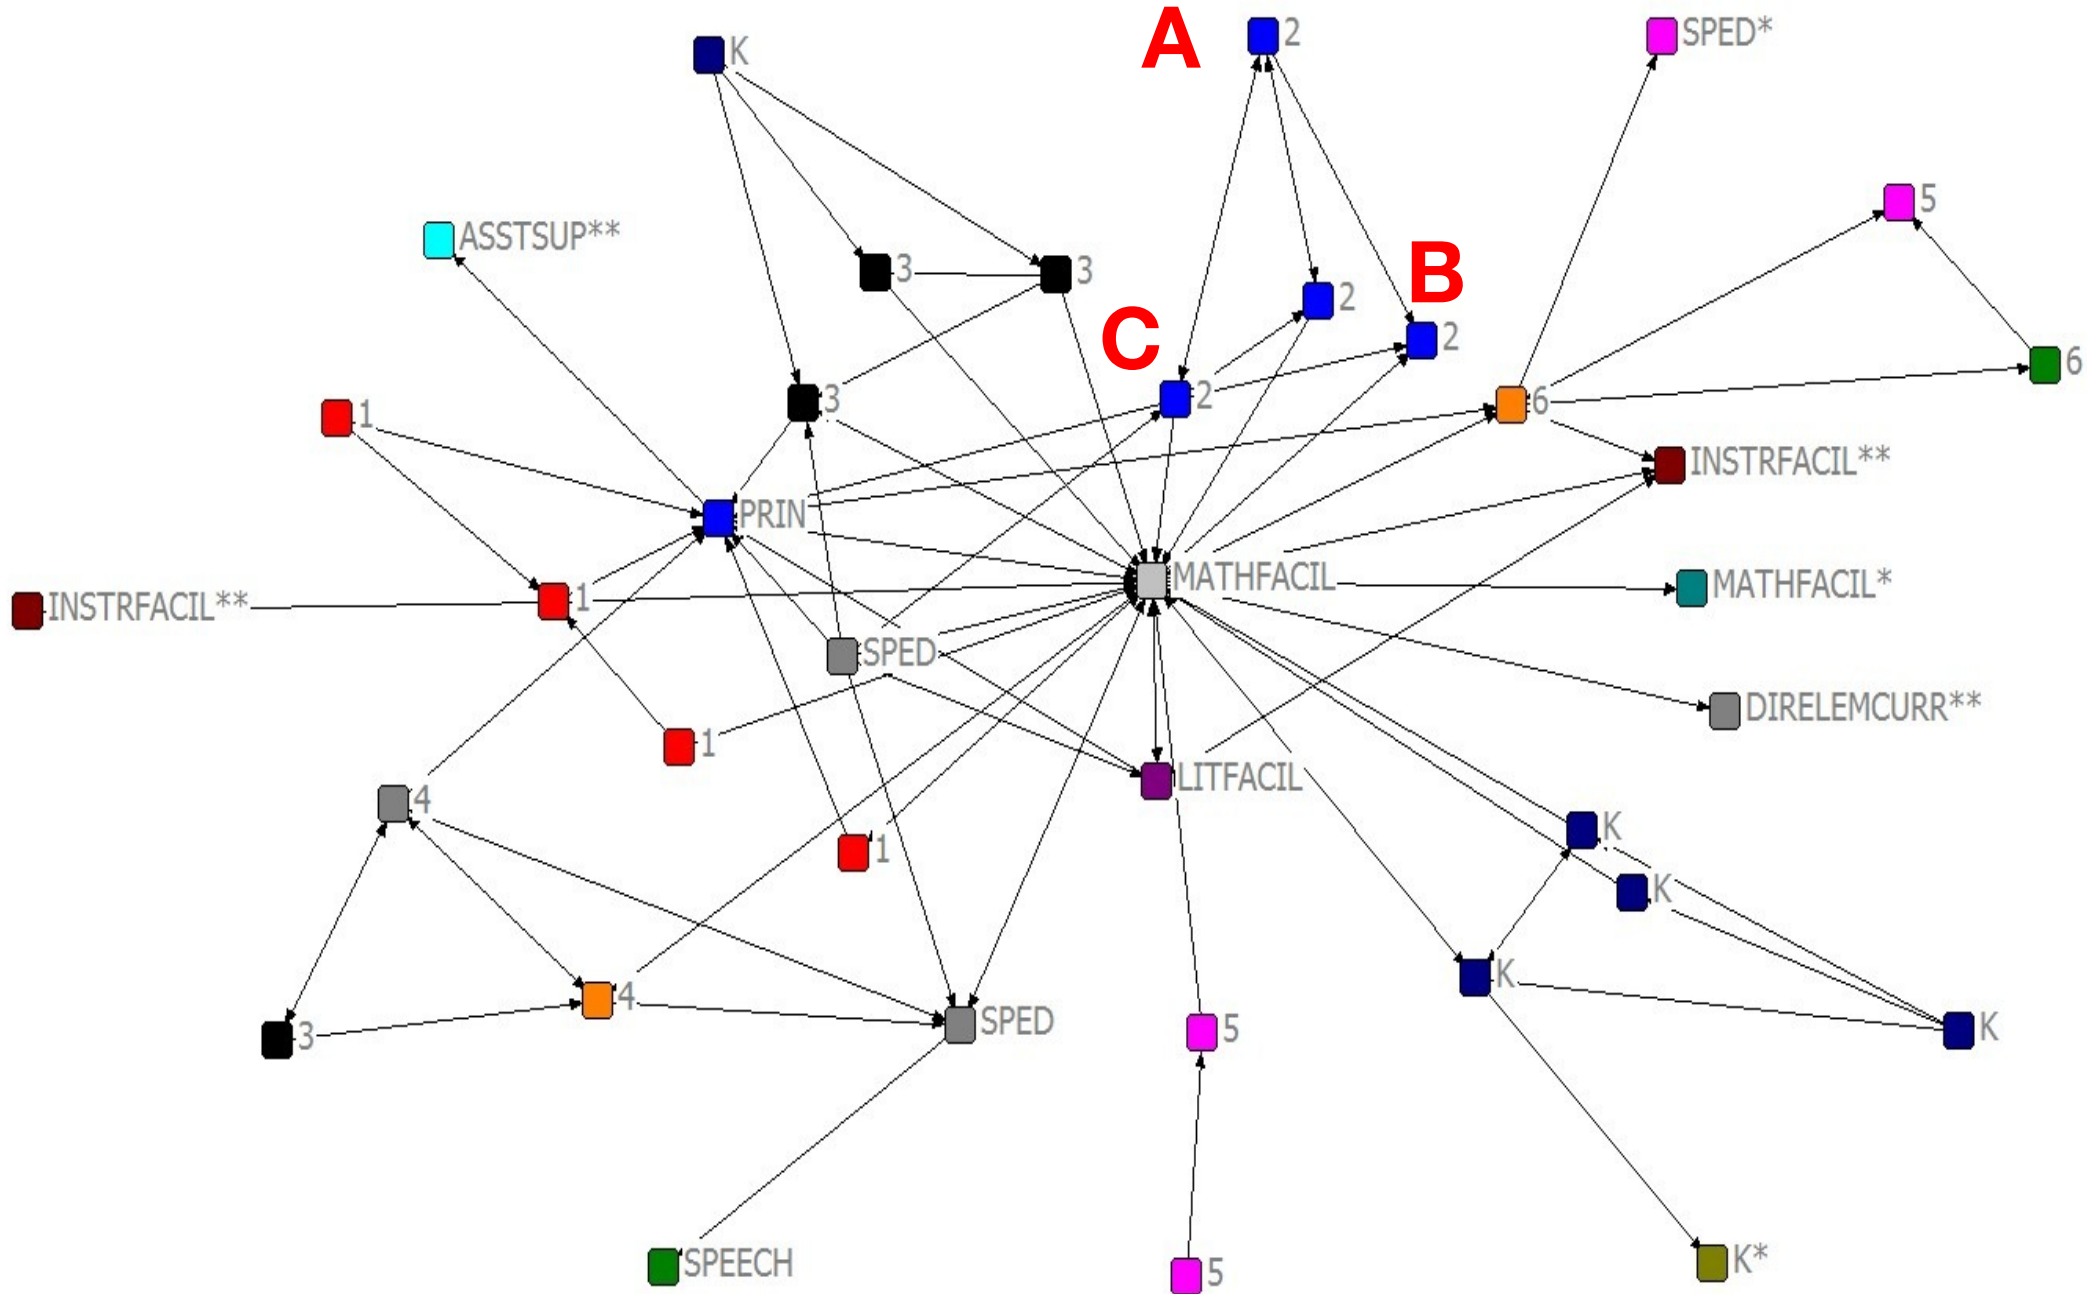 A
2
SPED*
K
5
ASSTSUP**
3
3
B
2
C
2
6
2
3
2
6
1
INSTRFACIL**
PRIN
MATHFACIL
MATHFACIL*
INSTRFACIL**
1
SPED
DIRELEMCURR**
1
LITFACIL
4
K
1
K
K
4
SPED
K
3
5
SPEECH
5
K*